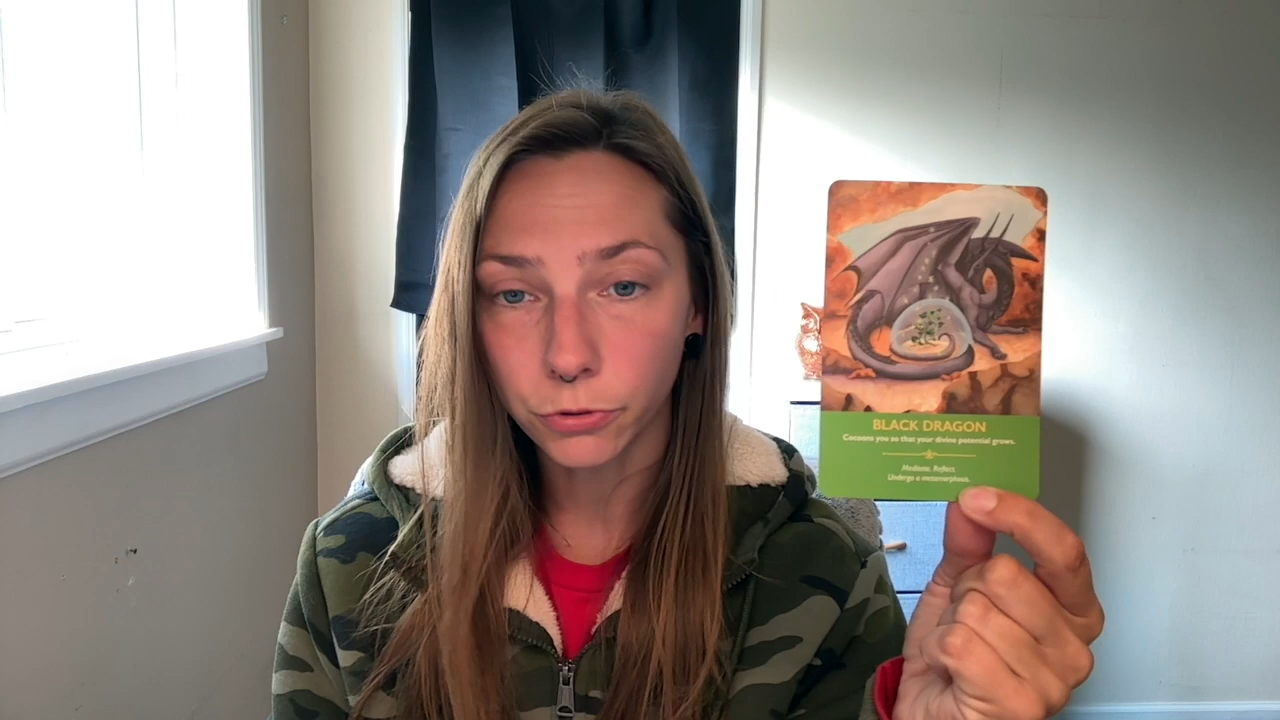 BLACK DRAGON
Cocoons you so that your divine potential grows.
Meditate. Reflect.
Undergo a metamorphosis.